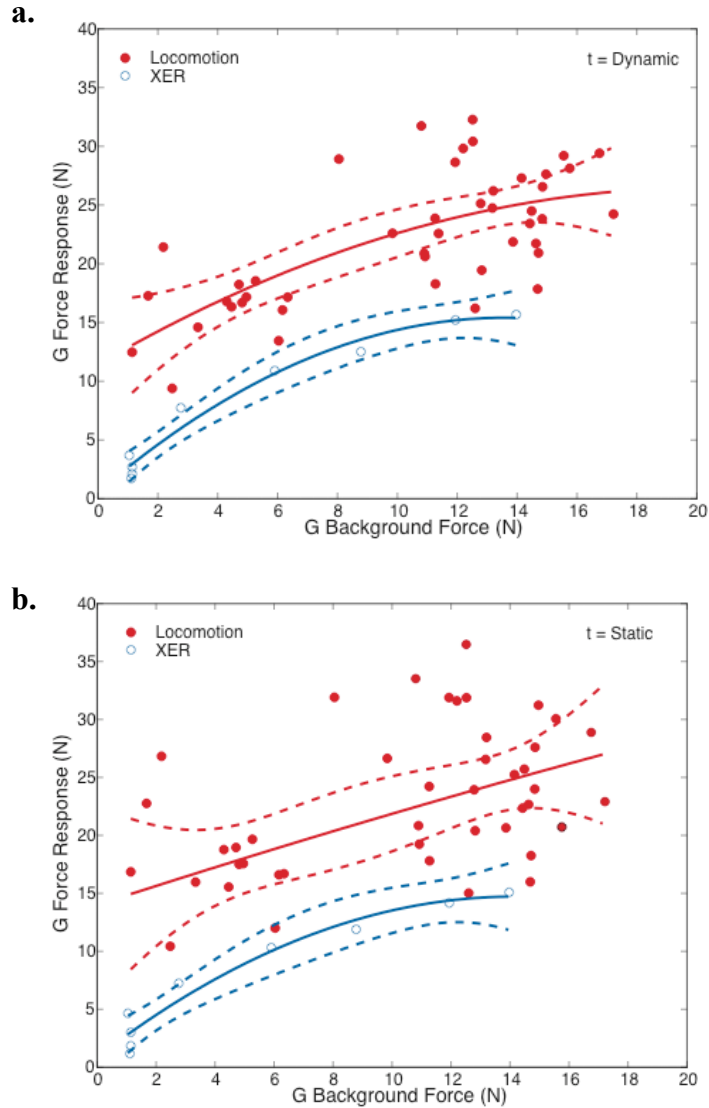 a.
40
35
30
25
20
15
10
5
0
Locomotion
XER
t = Dynamic
G Force Response (N)
0 2 4 6 8 10 12 14 16 18 20
G Background Force (N)
b.
40
35
30
25
20
15
10
5
0
Locomotion
XER
t = Static
G Force Response (N)
0 2 4 6 8 10 12 14 16 18 20
G Background Force (N)